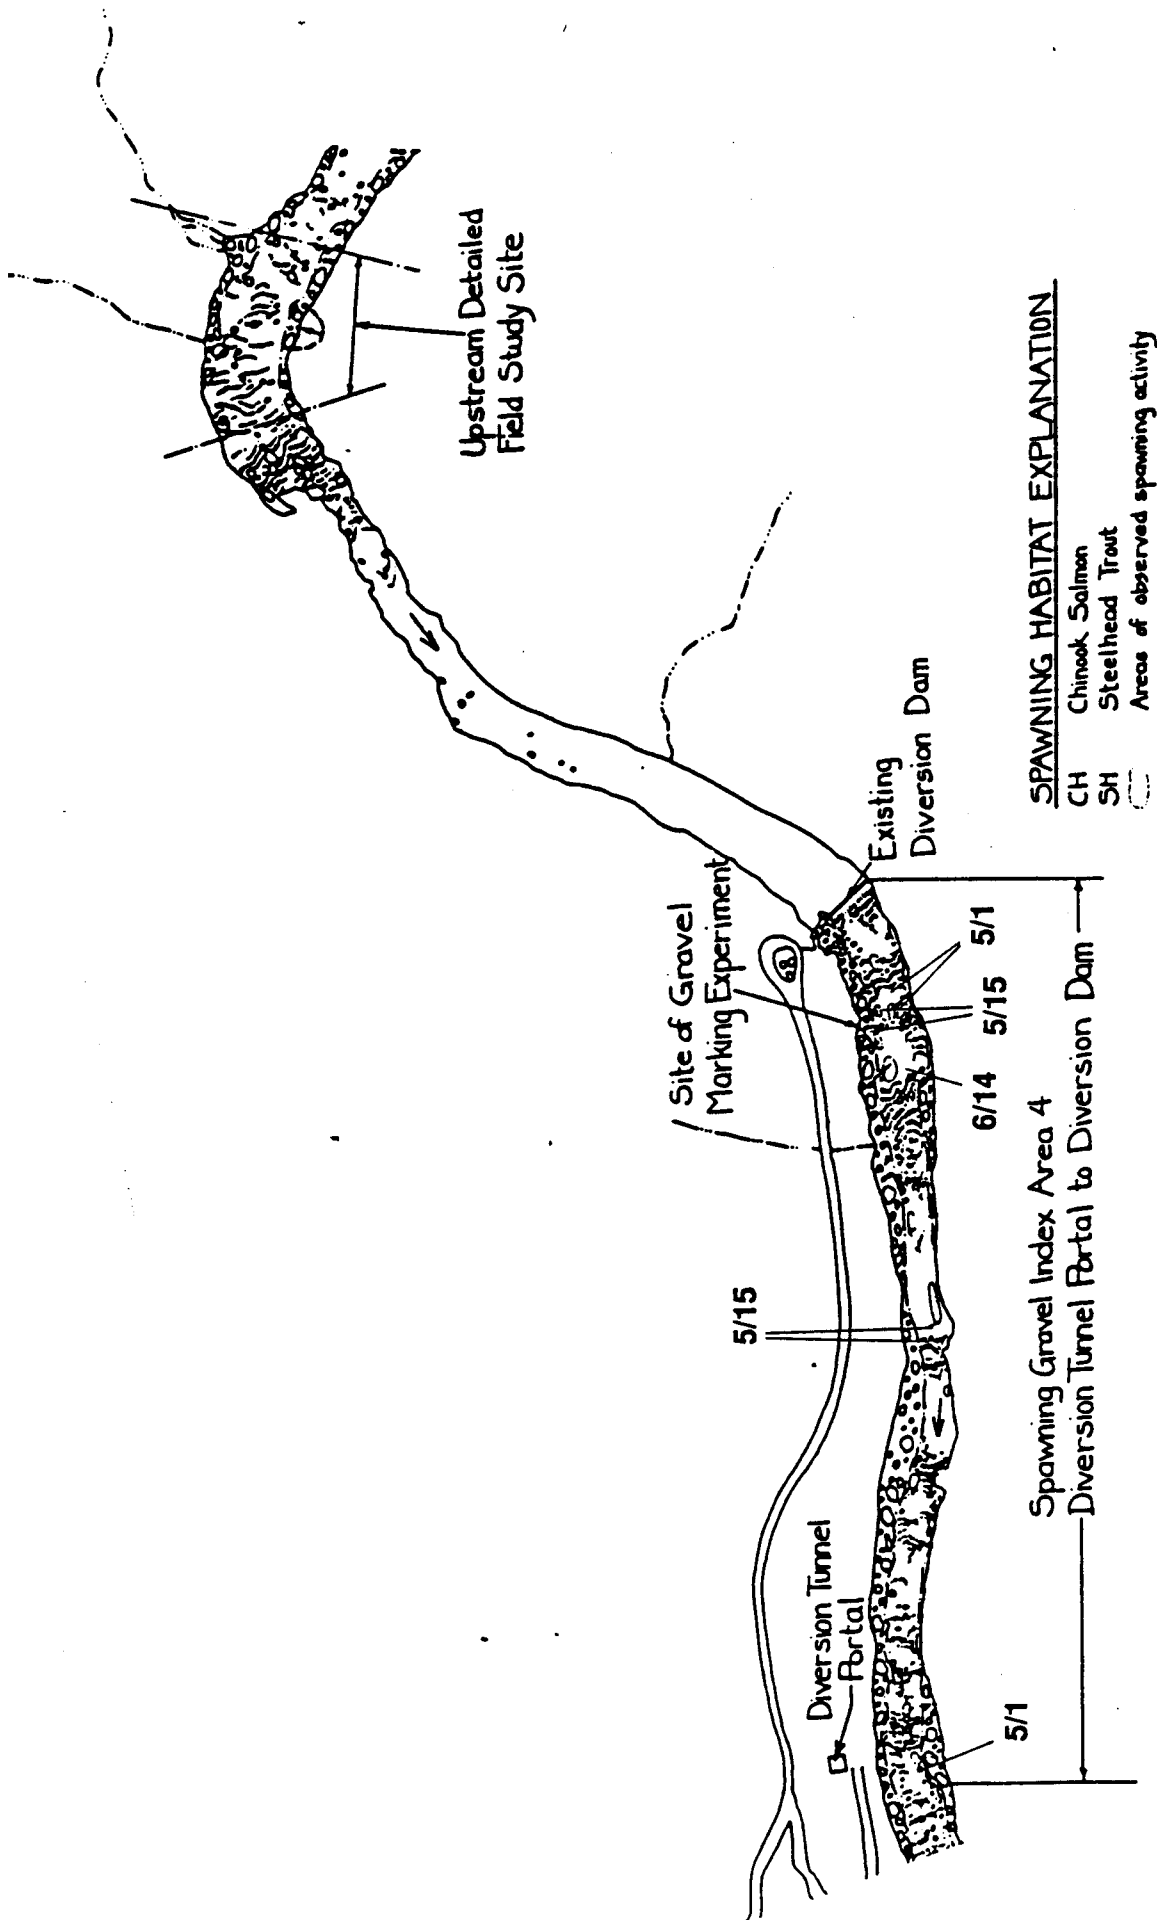 Upstream Detailed
Field Study Site
Site of Gravel
Marking Experiment
Existing
Diversion Dam
5/1
5/15
6/14
5/15
Diversion Tunnel
Portal
5/1
Spawning Gravel Index Area 4
Diversion Tunnel Portal to Diversion Dam
SPAWNING HABITAT EXPLANATION
CH Chinook Salmon
SH Steelhead Trout
Areas of observed spawning activity